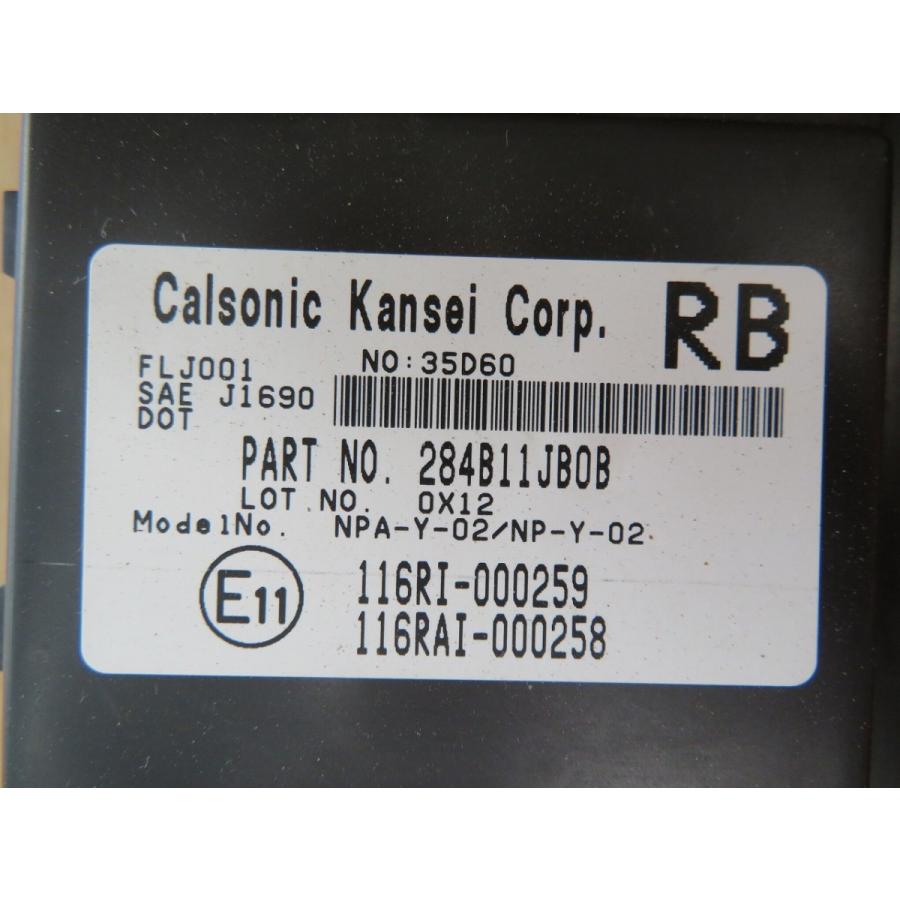 Calsonic Kansei Corp. RB
FLJ001 NO:35D60
SAE J1690
DOT
PART NO. 284B11JB0B
LOT NO. 0X12
ModelNo. NPA-Y-02/NP-Y-02
E11 116RI-000259
116RAI-000258